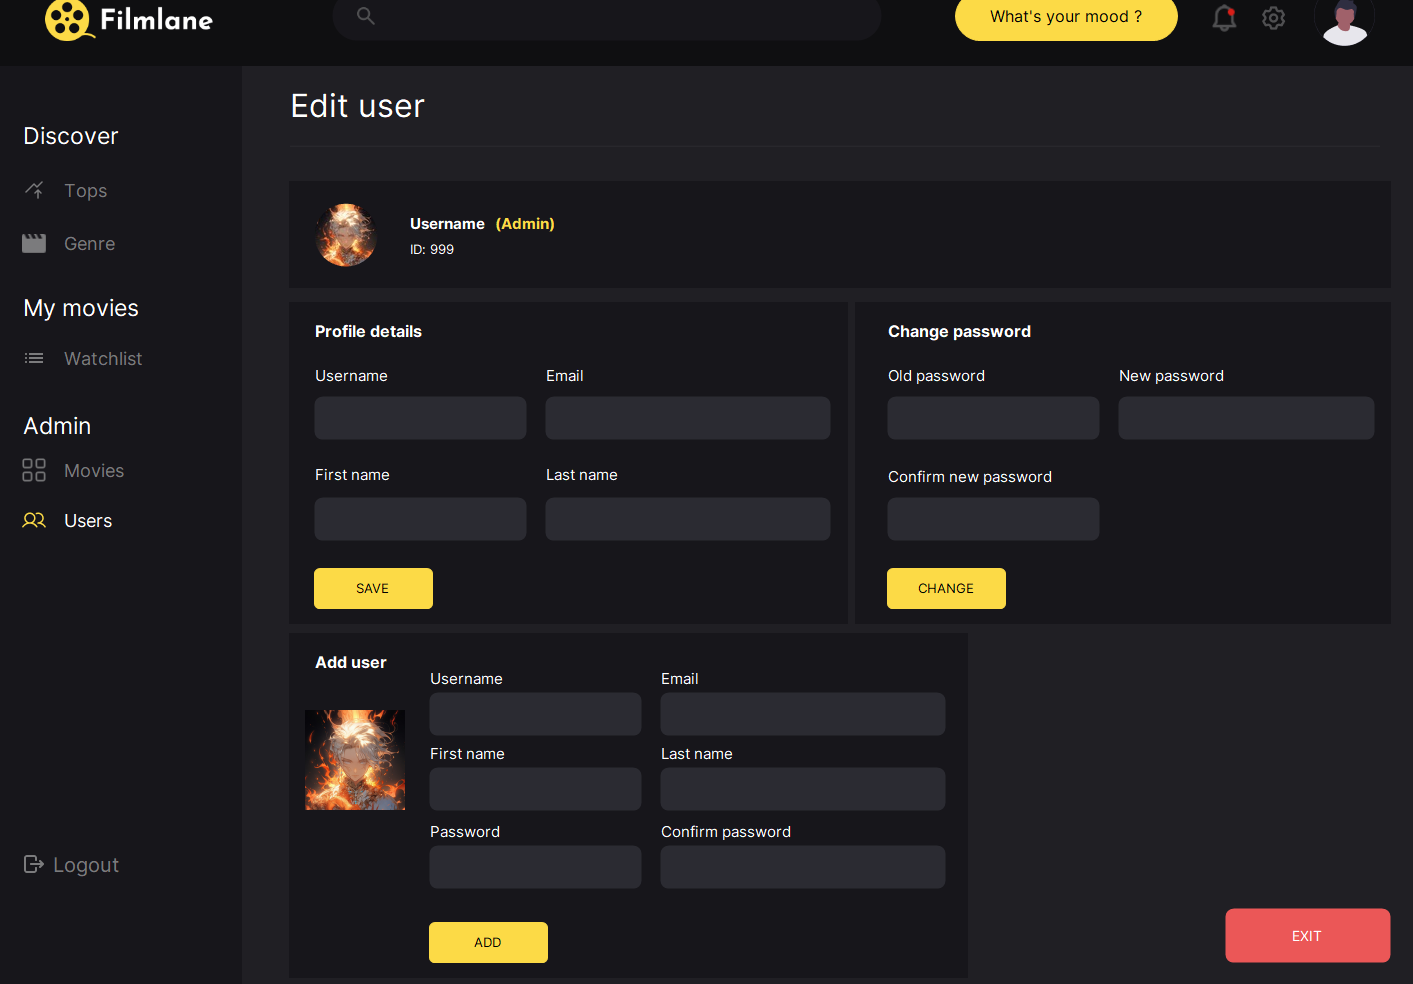 Filmlane
What's your mood ?
Discover
Tops
Genre
My movies
Watchlist
Admin
Movies
Users
Logout
Edit user
Username (Admin)
ID: 999
Profile details
Username Email
First name Last name
SAVE
Change password
Old password New password
Confirm new password
CHANGE
Add user
Username Email
First name Last name
Password Confirm password
ADD
EXIT